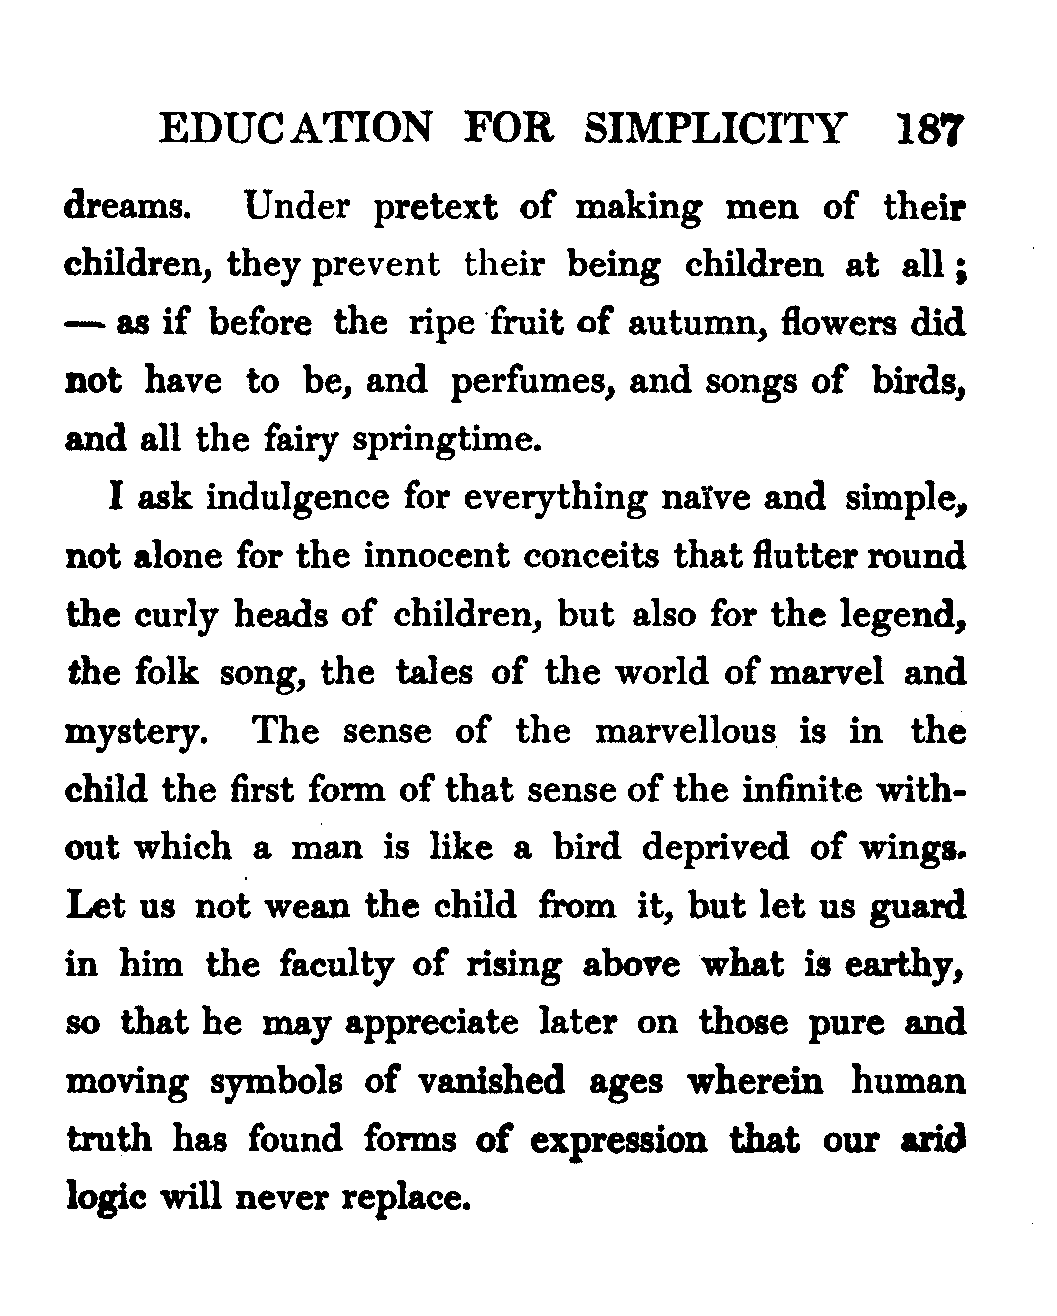 EDUCATION FOR SIMPLICITY 187
dreams. Under pretext of making men of their
children, they prevent their being children at all;
— as if before the ripe fruit of autumn, flowers did
not have to be, and perfumes, and songs of birds,
and all the fairy springtime.
I ask indulgence for everything naïve and simple,
not alone for the innocent conceits that flutter round
the curly heads of children, but also for the legend,
the folk song, the tales of the world of marvel and
mystery. The sense of the marvellous is in the
child the first form of that sense of the infinite with-
out which a man is like a bird deprived of wings.
Let us not wean the child from it, but let us guard
in him the faculty of rising above what is earthy,
so that he may appreciate later on those pure and
moving symbols of vanished ages wherein human
truth has found forms of expression that our arid
logic will never replace.